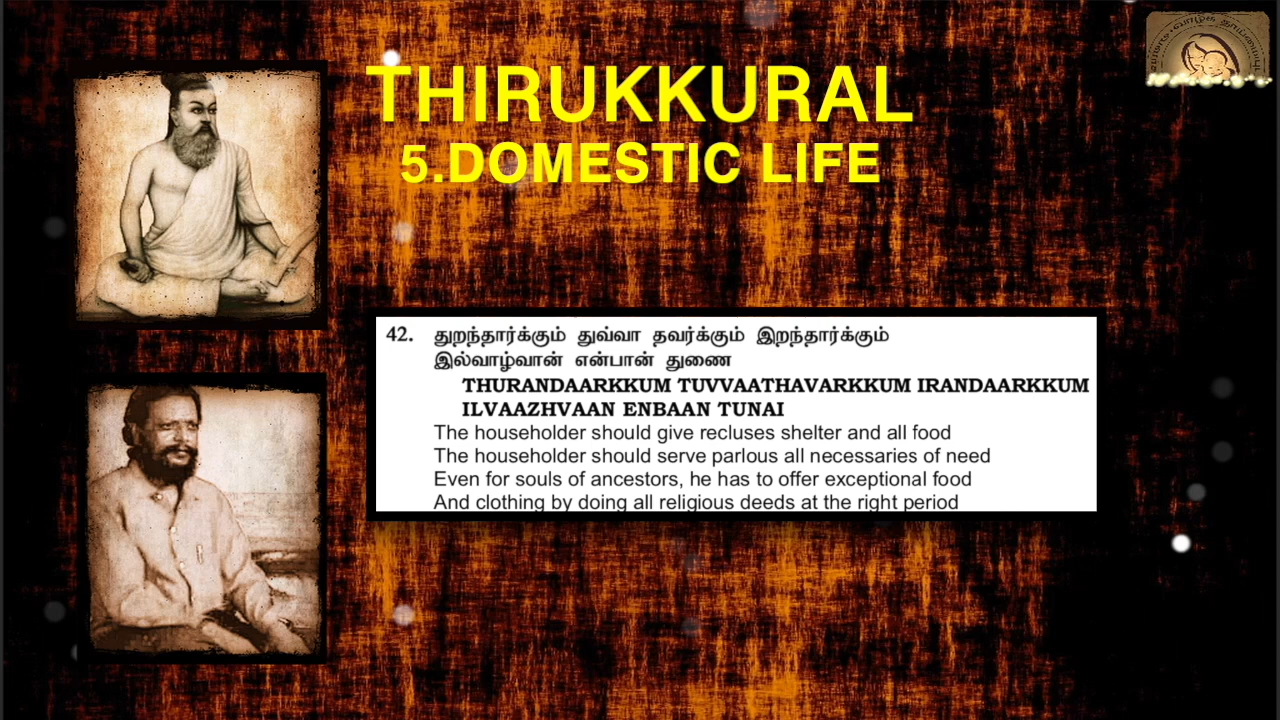 THIRUKKURAL
5.DOMESTIC LIFE
42. துறந்தார்க்கும் துவ்வா தவர்க்கும் இறந்தார்க்கும்
இல்வாழ்வான் என்பான் துணை
THURANDAARKKUM TUVVAATHAVARKKUM IRANDAARKKUM
ILVAAZHVAAN ENBAAN TUNAI
The householder should give recluses shelter and all food
The householder should serve parlous all necessaries of need
Even for souls of ancestors, he has to offer exceptional food
And clothing by doing all religious deeds at the right period